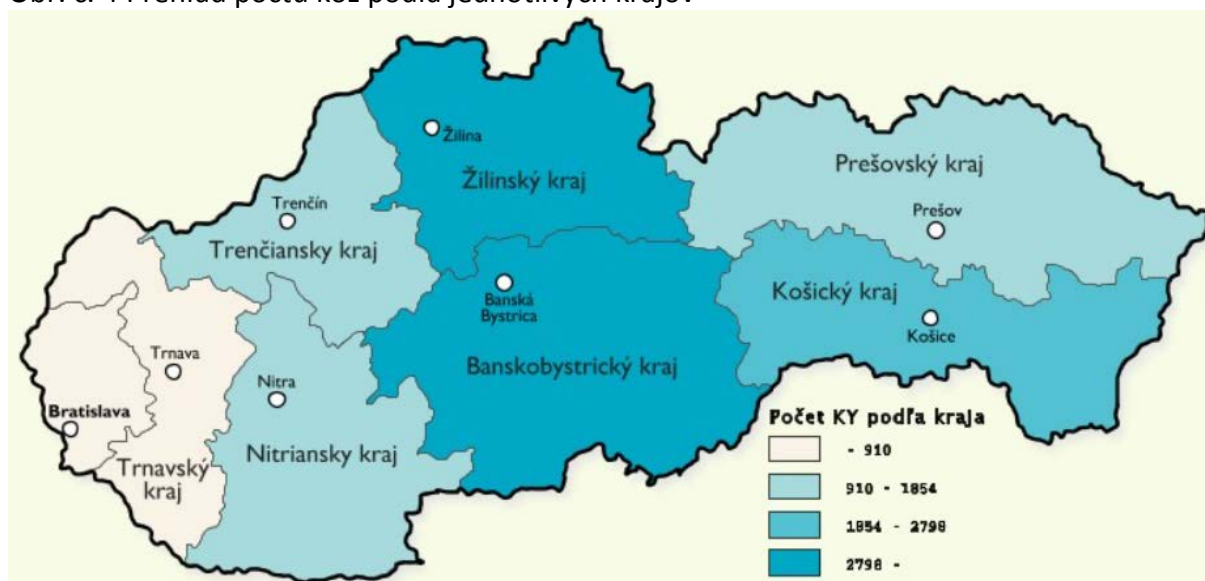 Obr. č. 4 Prehľad počtu kôz podľa jednotlivých krajov
Žilina
Žilinský kraj
Prešovský kraj
Prešov
Trenčín
Trenčiansky kraj
Košický kraj
Košice
Banská
Bystrica
Banskobystrický kraj
Trnava
Nitra
Bratislava
Trnavský
kraj
Nitriansky kraj
Počet KY podľa kraja
- 910
910 - 1854
1854 - 2798
2798 -